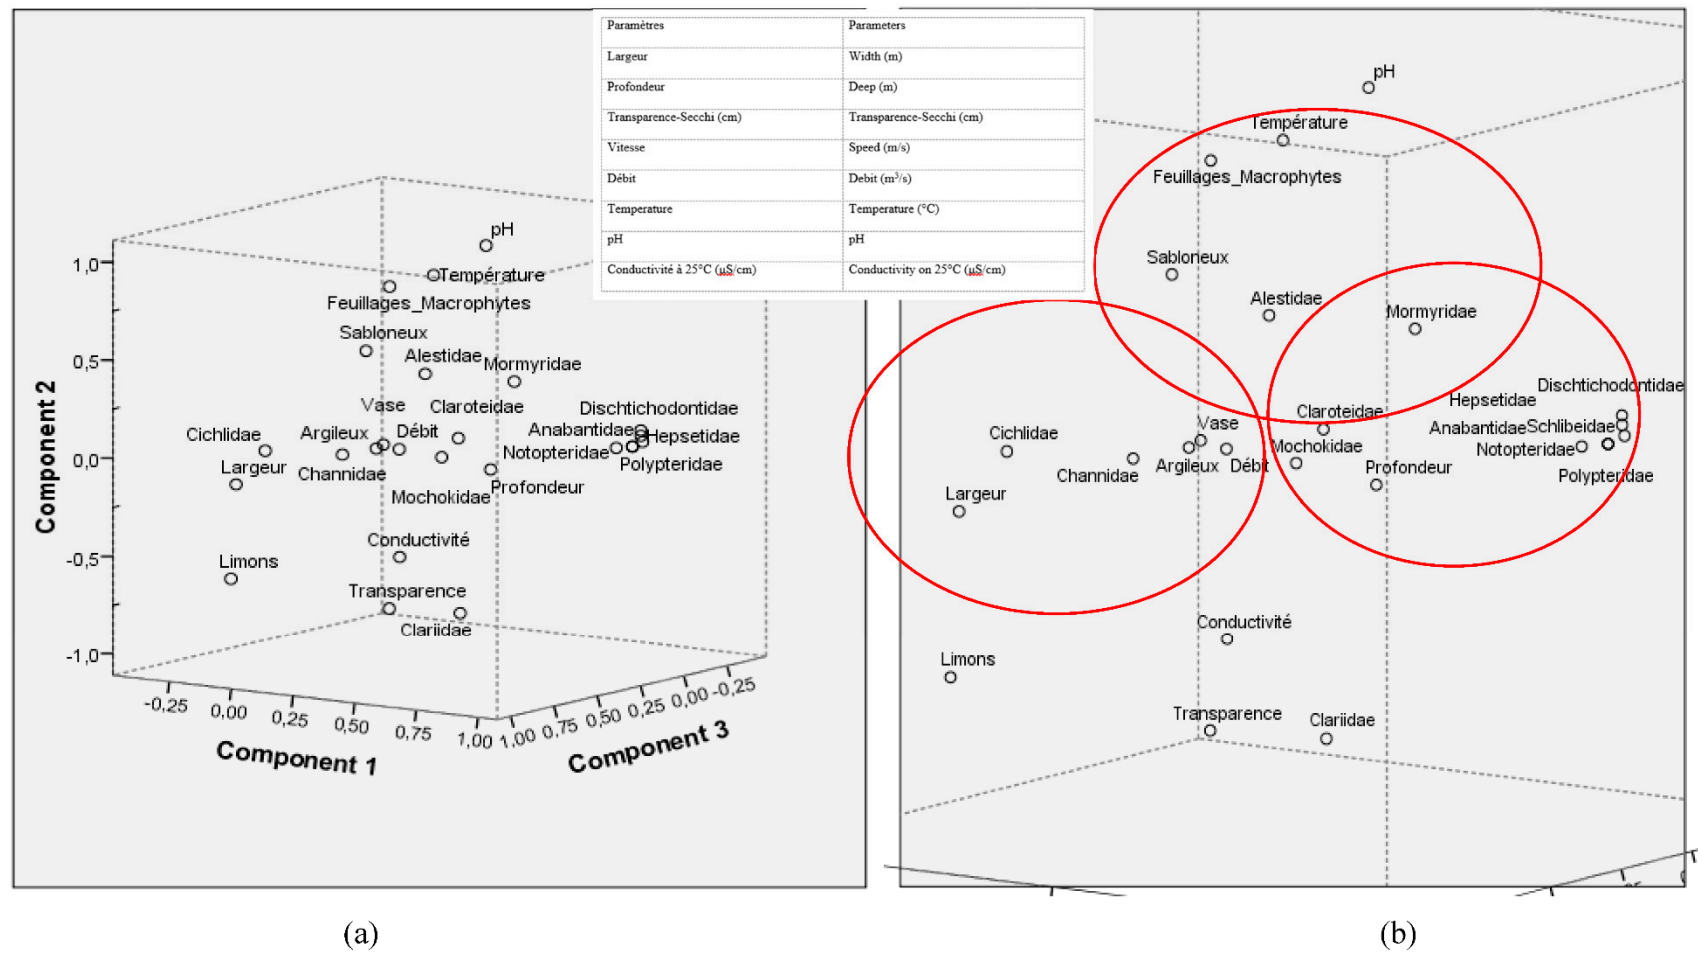 Paramètres Parameters
Largeur Width (m)
Profondeur Deep (m)
Transparence-Secchi (cm) Transparence-Secchi (cm)
Vitesse Speed (m/s)
Débit Debit (m³/s)
Temperature Temperature (°C)
pH pH
Conductivité à 25°C (µS/cm) Conductivity on 25°C (µS/cm)
pH
Température
Feuillages_Macrophytes
Sabloneux
Alestidae
Mormyridae
Vase
Claroteidae
Dischtichodontidae
Cichlidae
Argileux
Débit
Anabantidae
Hepsetidae
Largeur
Channidae
Notopteridae
Polypteridae
Mochokidae
Profondeur
Conductivité
Limons
Transparence
Clariidae
1,0
0,5
0,0
-0,5
-1,0
Component 2
-0,25 0,00 0,25 0,50 0,75 1,00
Component 1
1,00 0,75 0,50 0,25 0,00 -0,25
Component 3
(a)
pH
Température
Feuillages_Macrophytes
Sabloneux
Alestidae
Mormyridae
Dischtichodontidae
Hepsetidae
Claroteidae
Vase
Anabantidae
Schlibeidae
Cichlidae
Mochokidae
Notopteridae
Channidae
Argileux
Débit
Profondeur
Polypteridae
Largeur
Conductivité
Limons
Transparence
Clariidae
(b)